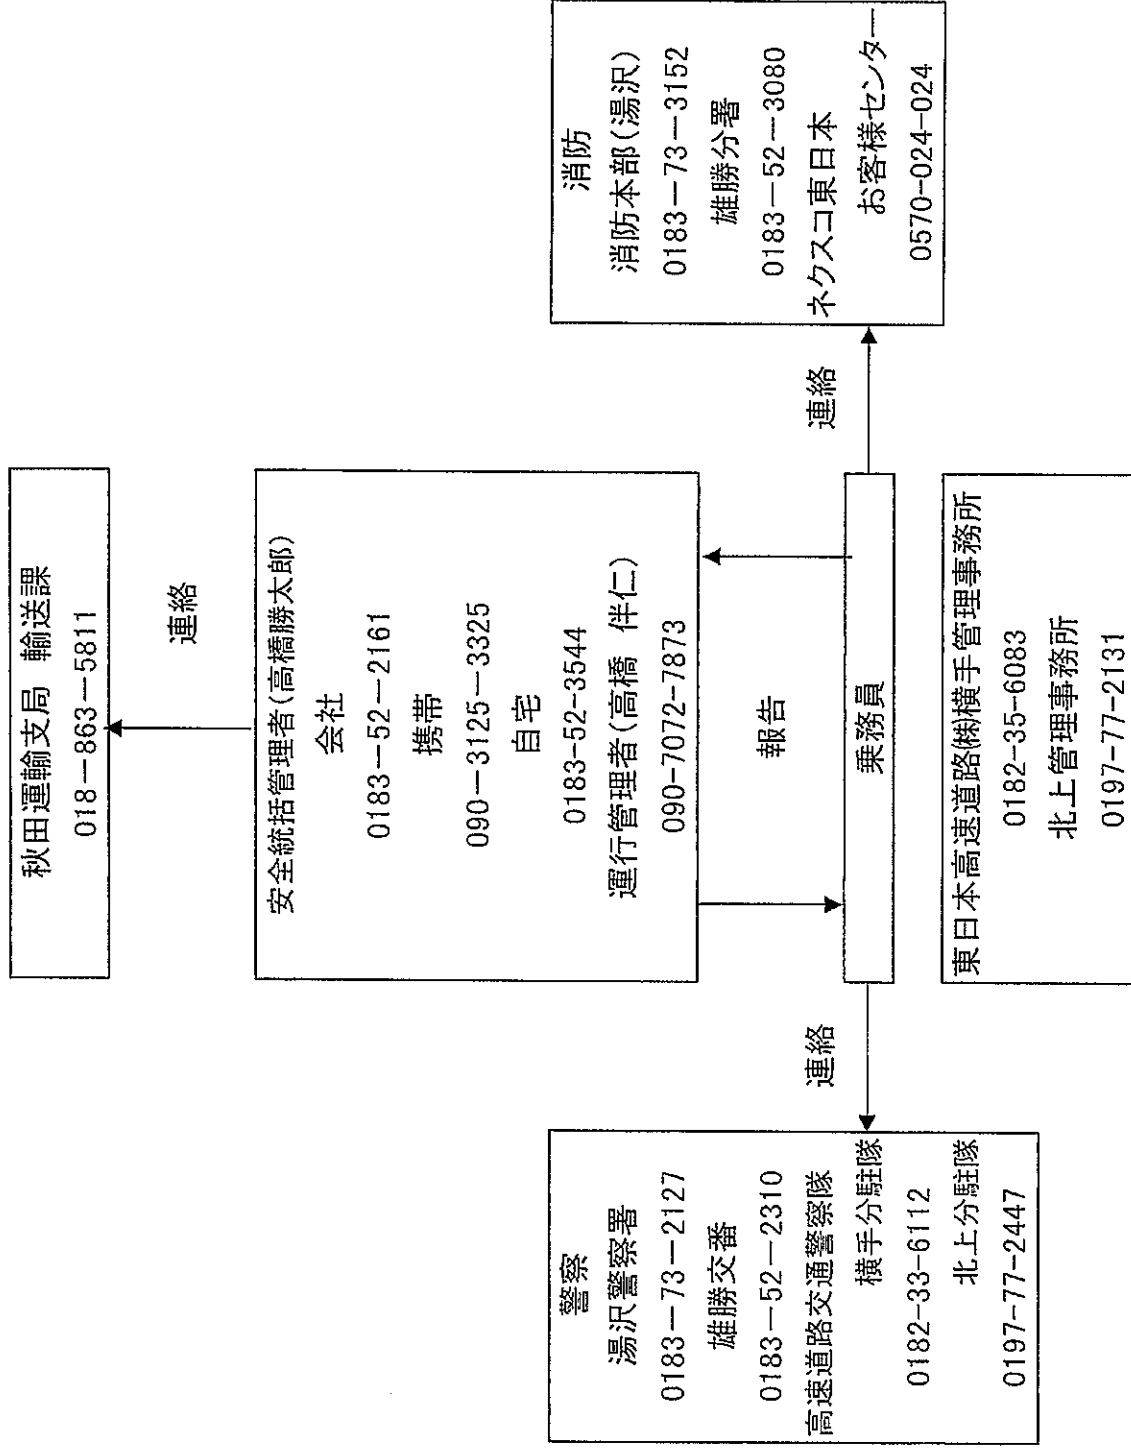 秋田運輸支局 輸送課
018－863－5811
連絡
安全統括管理者(高橋勝太郎)
会社
0183－52－2161
携帯
090－3125－3325
自宅
0183-52-3544
運行管理者(高橋 伴仁)
090-7072-7873
報告
乗務員
連絡
連絡
警察
湯沢警察署
0183－73－2127
雄勝交番
0183－52－2310
高速道路交通警察隊
横手分駐隊
0182-33-6112
北上分駐隊
0197-77-2447
消防
消防本部(湯沢)
0183－73－3152
雄勝分署
0183－52－3080
ネクスコ東日本
お客様センター
0570-024-024
東日本高速道路㈱横手管理事務所
0182-35-6083
北上管理事務所
0197-77-2131